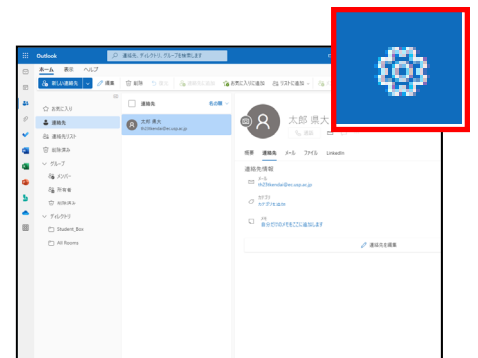 Outlook
連絡先、ディレクトリ、グループを検索します
ホーム 表示 ヘルプ
新しい連絡先 編集 削除 お気に入りに追加 リストに追加
お気に入り
連絡先
連絡先リスト
削除済み
グループ
メンバー
所有者
削除済み
ディレクトリ
Student_Box
All Rooms
連絡先 名の順
太郎 県大
太郎 県大
連絡
概要 連絡先 メール ファイル LinkedIn
連絡先情報
メール
カテゴリ
メモ
自分だけのメモをここに追加します
連絡先を編集